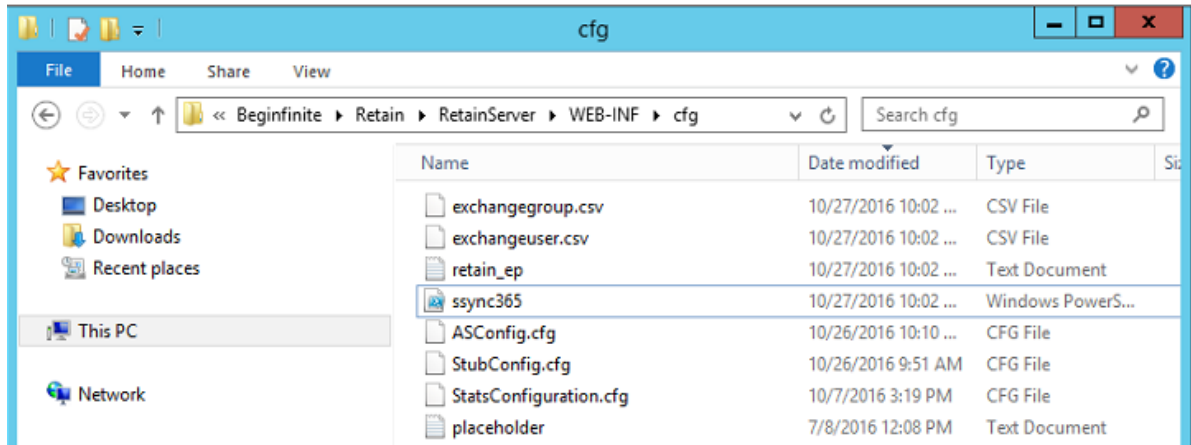 cfg
File Home Share View
« Beginfinite Retain RetainServer WEB-INF cfg
Search cfg
Favorites
Desktop
Downloads
Recent places
This PC
Network
Name Date modified Type
exchangegroup.csv 10/27/2016 10:02 ... CSV File
exchangeuser.csv 10/27/2016 10:02 ... CSV File
retain_ep 10/27/2016 10:02 ... Text Document
ssync365 10/27/2016 10:02 ... Windows PowerS...
ASConfig.cfg 10/26/2016 10:10 ... CFG File
StubConfig.cfg 10/26/2016 9:51 AM CFG File
StatsConfiguration.cfg 10/7/2016 3:19 PM CFG File
placeholder 7/8/2016 12:08 PM Text Document